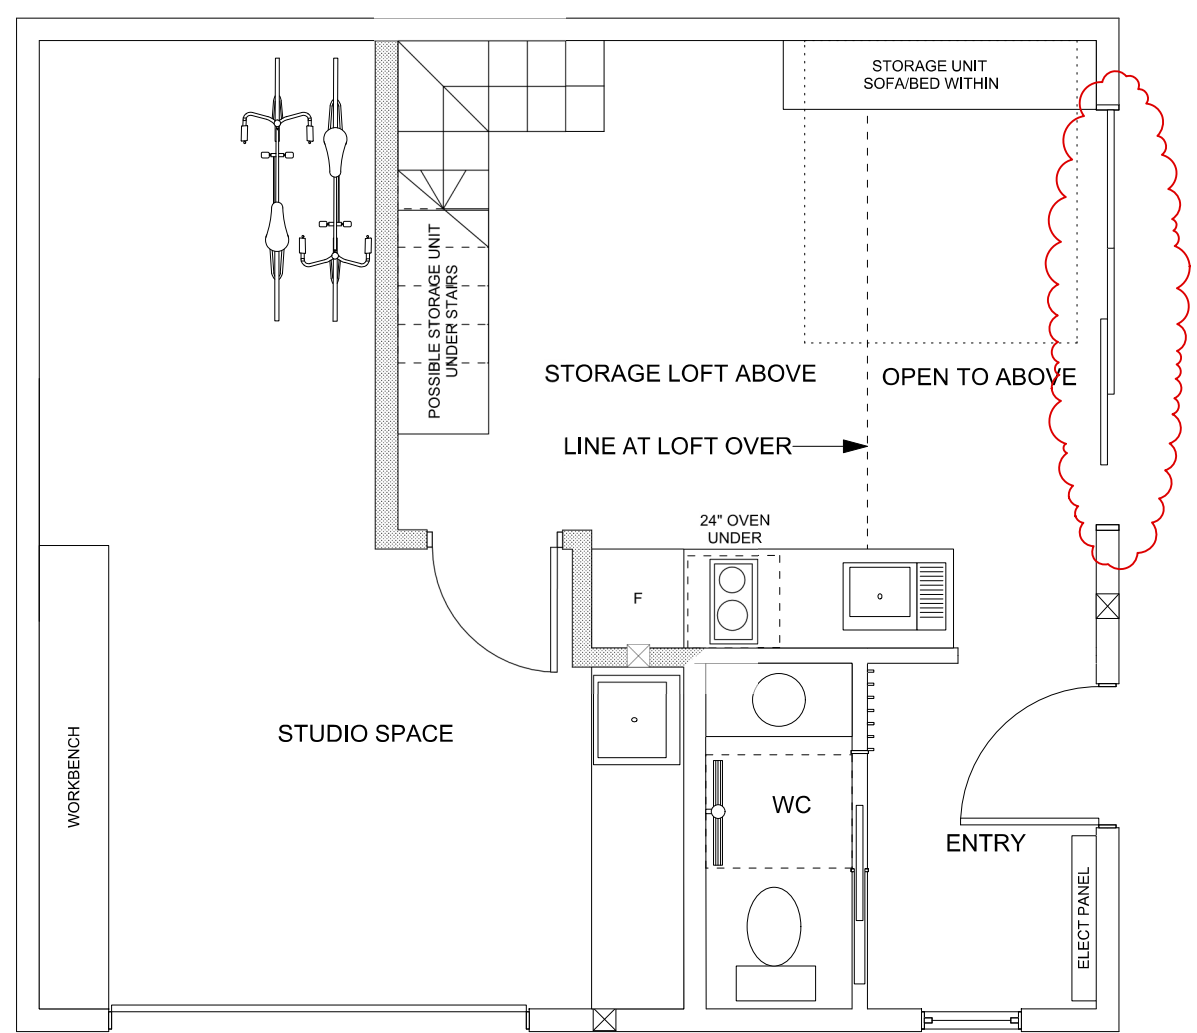 STORAGE UNIT
SOFA/BED WITHIN
POSSIBLE STORAGE UNIT
UNDER STAIRS
STORAGE LOFT ABOVE
OPEN TO ABOVE
LINE AT LOFT OVER
24" OVEN
UNDER
F
STUDIO SPACE
WORKBENCH
WC
ENTRY
ELECT PANEL